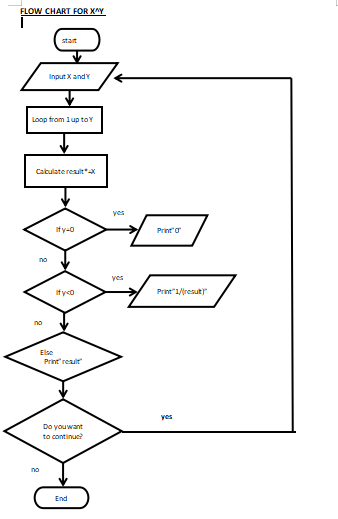 FLOW CHART FOR X^Y
start
Input X and Y
Loop from 1 up to Y
Calculate result*=X
If y=0
yes
Print"0"
no
If y<0
yes
Print"1/(result)"
no
Else
Print"result"
Do you want
to continue?
yes
no
End